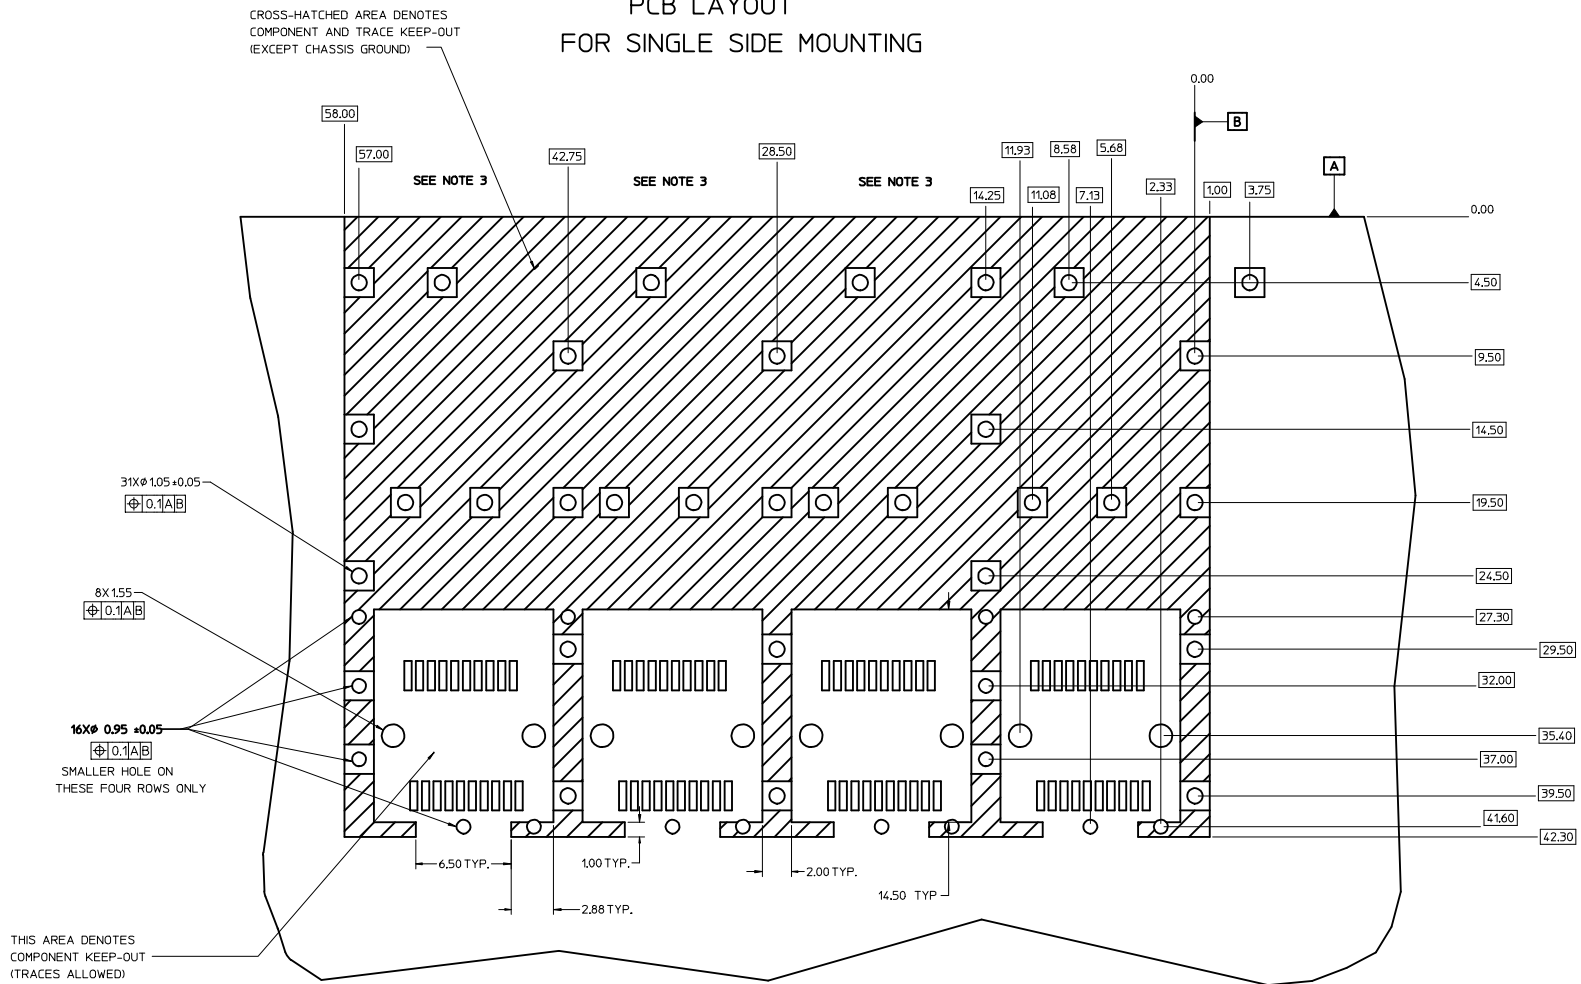 PCB LAYOUT
FOR SINGLE SIDE MOUNTING
CROSS-HATCHED AREA DENOTES
COMPONENT AND TRACE KEEP-OUT
(EXCEPT CHASSIS GROUND)
0.00
58.00
B
57.00
42.75
28.50
11.93
8.58
5.68
A
SEE NOTE 3
SEE NOTE 3
SEE NOTE 3
14.25
11.08
7.13
2.33
1.00
3.75
0.00
4.50
9.50
14.50
31XØ1.05±0.05
⌖ 0.1 A B
19.50
24.50
8X1.55
⌖ 0.1 A B
27.30
29.50
32.00
16XØ 0.95 ±0.05
⌖ 0.1 A B
SMALLER HOLE ON
THESE FOUR ROWS ONLY
35.40
37.00
39.50
41.60
42.30
6.50 TYP.
1.00 TYP.
2.00 TYP.
14.50 TYP
2.88 TYP.
THIS AREA DENOTES
COMPONENT KEEP-OUT
(TRACES ALLOWED)